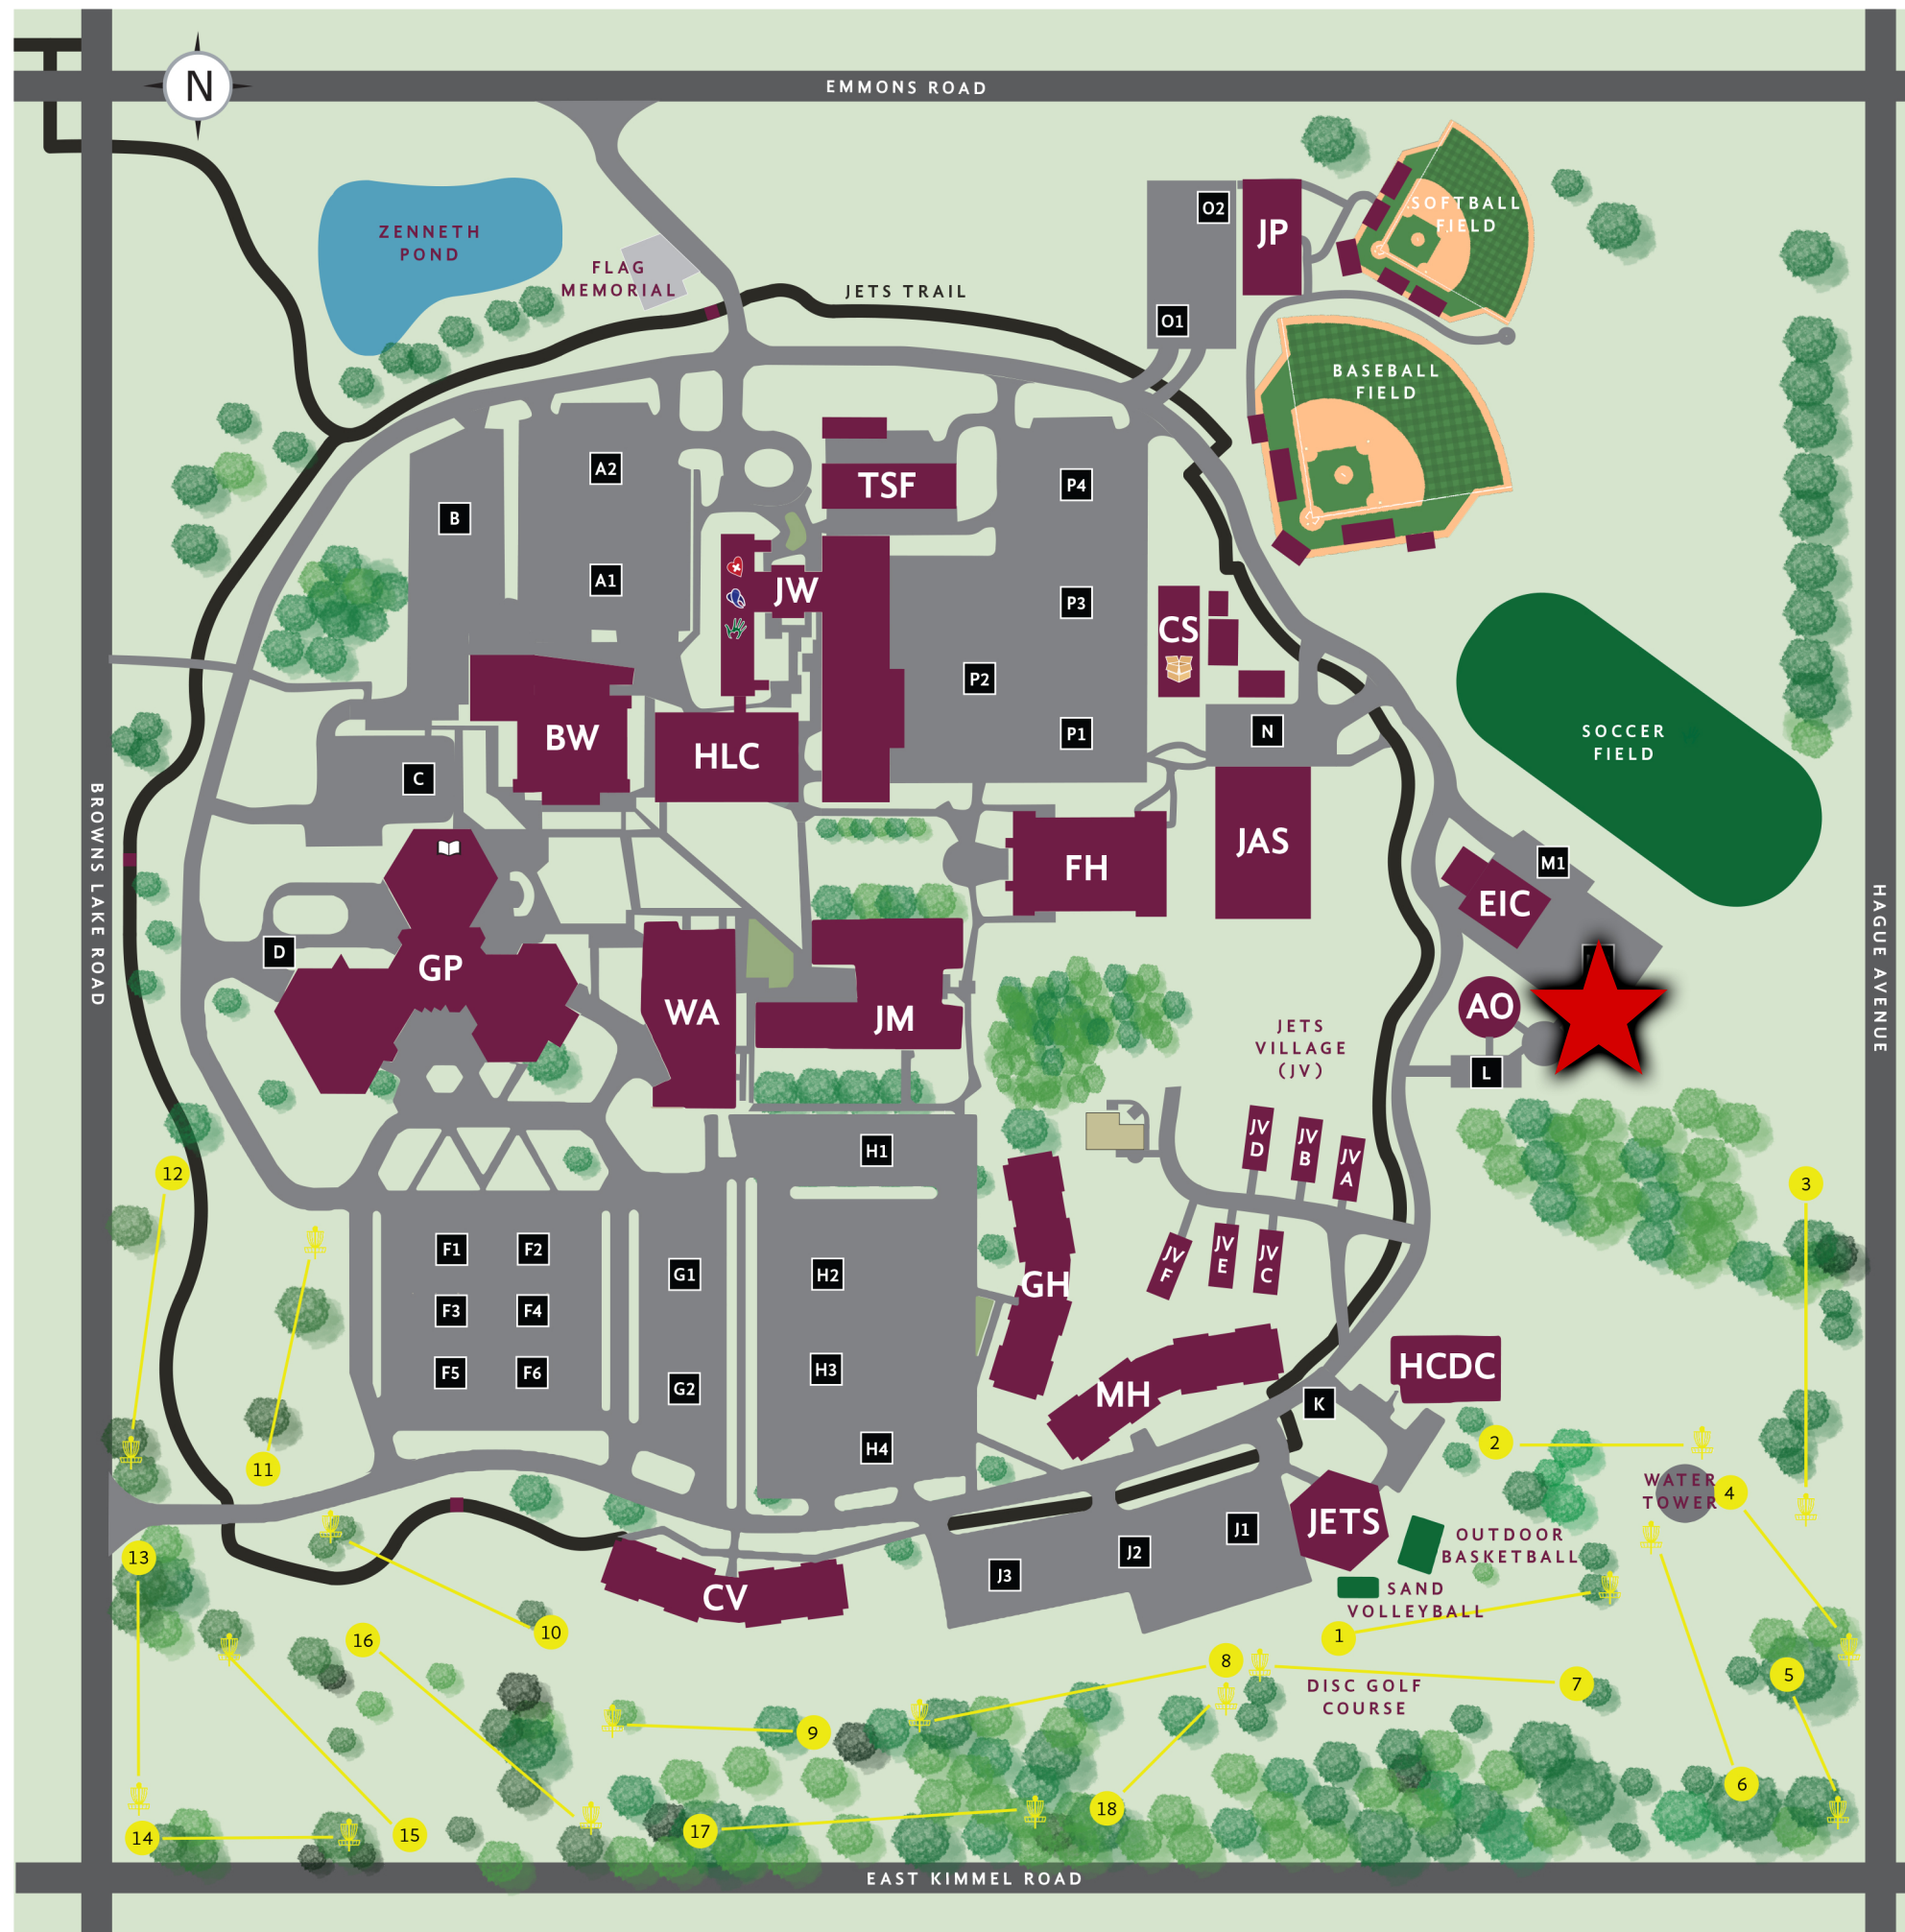 N
EMMONS ROAD
O2
JP
SOFTBALL
FIELD
ZENNETH
POND
FLAG
MEMORIAL
JETS TRAIL
O1
BASEBALL
FIELD
A2
TSF
P4
B
A1
JW
P3
CS
P2
BW
HLC
P1
N
SOCCER
FIELD
C
BROWNS LAKE ROAD
FH
JAS
M1
EIC
HAGUE AVENUE
D
GP
WA
JM
AO
JETS
VILLAGE
(JV)
L
H1
JV
D
JV
B
JV
A
12
3
F1
F2
G1
H2
GH
JV
F
JV
E
JV
C
F3
F4
F5
F6
G2
H3
MH
HCDC
K
H4
2
11
WATER
TOWER
4
JETS
J1
J2
J3
OUTDOOR
BASKETBALL
SAND
VOLLEYBALL
13
CV
10
16
1
8
7
5
DISC GOLF
COURSE
9
6
18
17
14
15
EAST KIMMEL ROAD